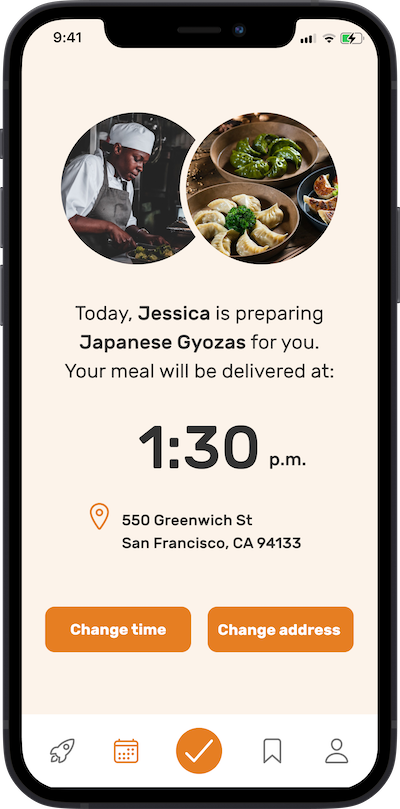 9:41
Today, Jessica is preparing
Japanese Gyozas for you.
Your meal will be delivered at:
1:30 p.m.
550 Greenwich St
San Francisco, CA 94133
Change time
Change address